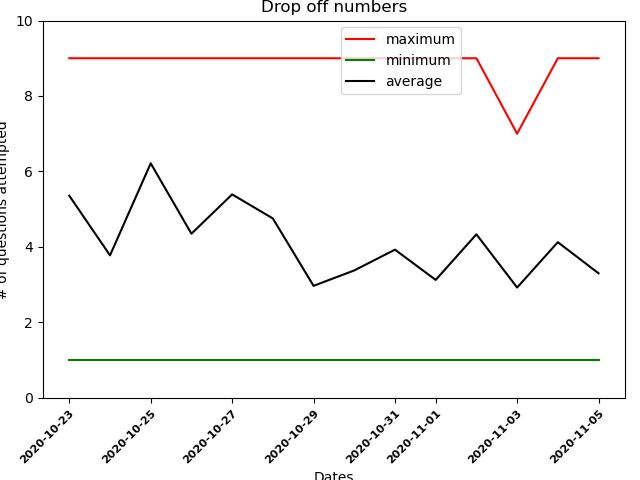 Drop off numbers
maximum
minimum
average
# of questions attempted
10
8
6
4
2
0
2020-10-23
2020-10-25
2020-10-27
2020-10-29
2020-10-31
2020-11-01
2020-11-03
2020-11-05
Dates